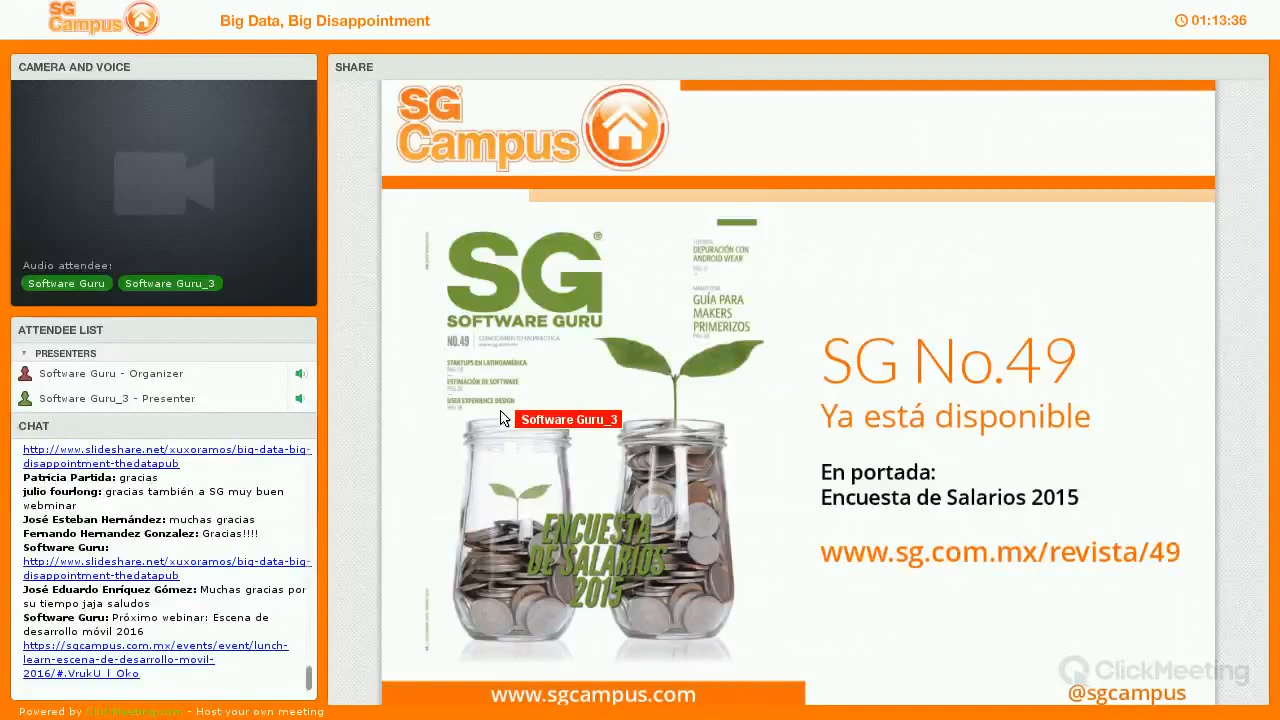 SG
Campus
Big Data, Big Disappointment
01:13:36
CAMERA AND VOICE
Audio attendee:
Software Guru
Software Guru_3
ATTENDEE LIST
PRESENTERS
Software Guru - Organizer
Software Guru_3 - Presenter
CHAT
http://www.slideshare.net/xuxoramos/big-data-big-
disappointment-thedatapub
Patricia Partida: gracias
julio fourlong: gracias también a SG muy buen
webminar
José Esteban Hernández: muchas gracias
Fernando Hernandez Gonzalez: Gracias!!!!
Software Guru:
http://www.slideshare.net/xuxoramos/big-data-big-
disappointment-thedatapub
José Eduardo Enríquez Gómez: Muchas gracias por
su tiempo jaja saludos
Software Guru: Próximo webinar: Escena de
desarrollo móvil 2016
https://sgcampus.com.mx/events/event/lunch-
learn-escena-de-desarrollo-movil-
2016/#.VrukU_l_Oko
Powered by ClickMeeting.com - Host your own meeting
SHARE
SG
Campus
SG®
SOFTWARE GURU
NO.49
CONOCIMIENTO EN PRÁCTICA
STARTUPS EN LATINOAMÉRICA
ESTIMACIÓN DE SOFTWARE
USER EXPERIENCE DESIGN
DEPURACIÓN CON
ANDROID WEAR
GUÍA PARA
MAKERS
PRIMERIZOS
Software Guru_3
ENCUESTA
DE SALARIOS
2015
SG No.49
Ya está disponible
En portada:
Encuesta de Salarios 2015
www.sg.com.mx/revista/49
ClickMeeting
www.sgcampus.com
@sgcampus